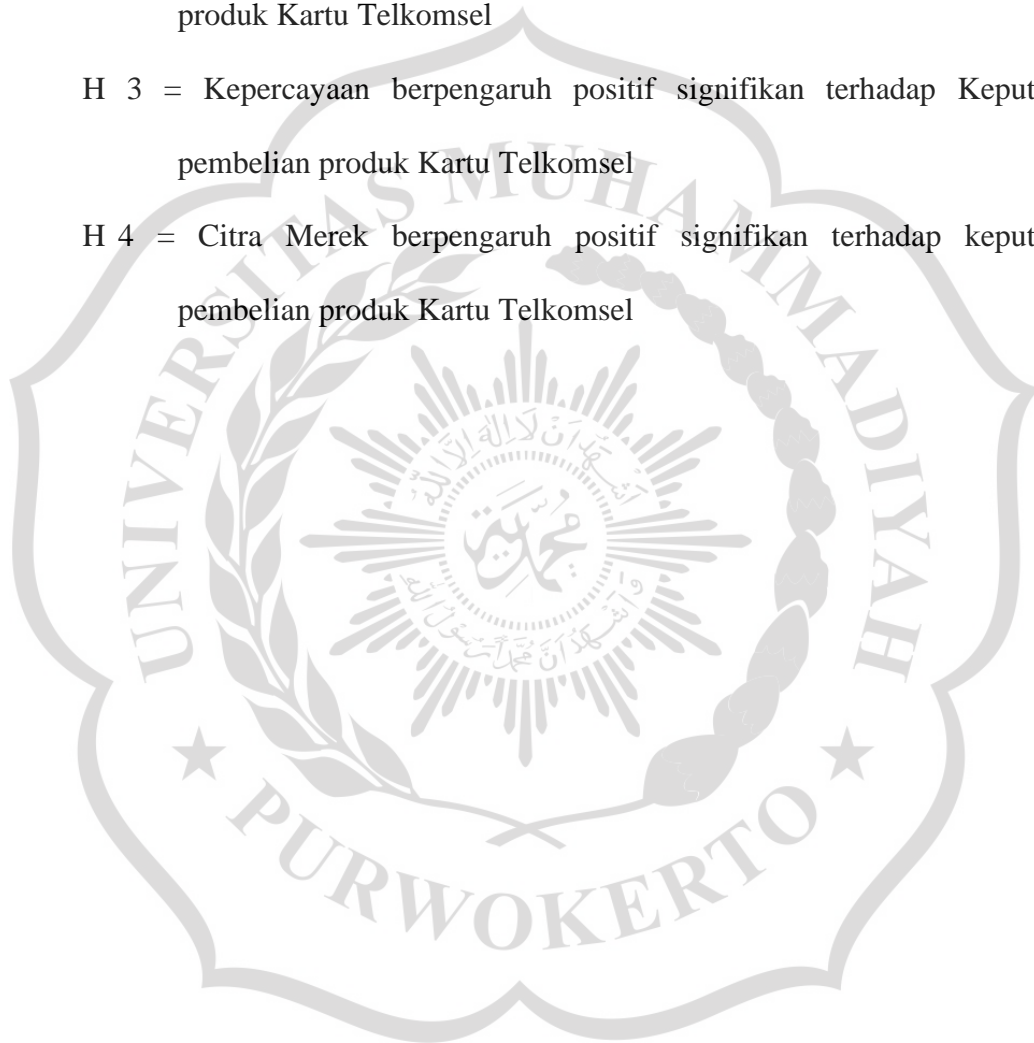 produk Kartu Telkomsel
H 3 = Kepercayaan berpengaruh positif signifikan terhadap Keput
pembelian produk Kartu Telkomsel
H 4 = Citra Merek berpengaruh positif signifikan terhadap keput
pembelian produk Kartu Telkomsel
UNIVERSITAS MUHAMMADIYAH
PURWOKERTO